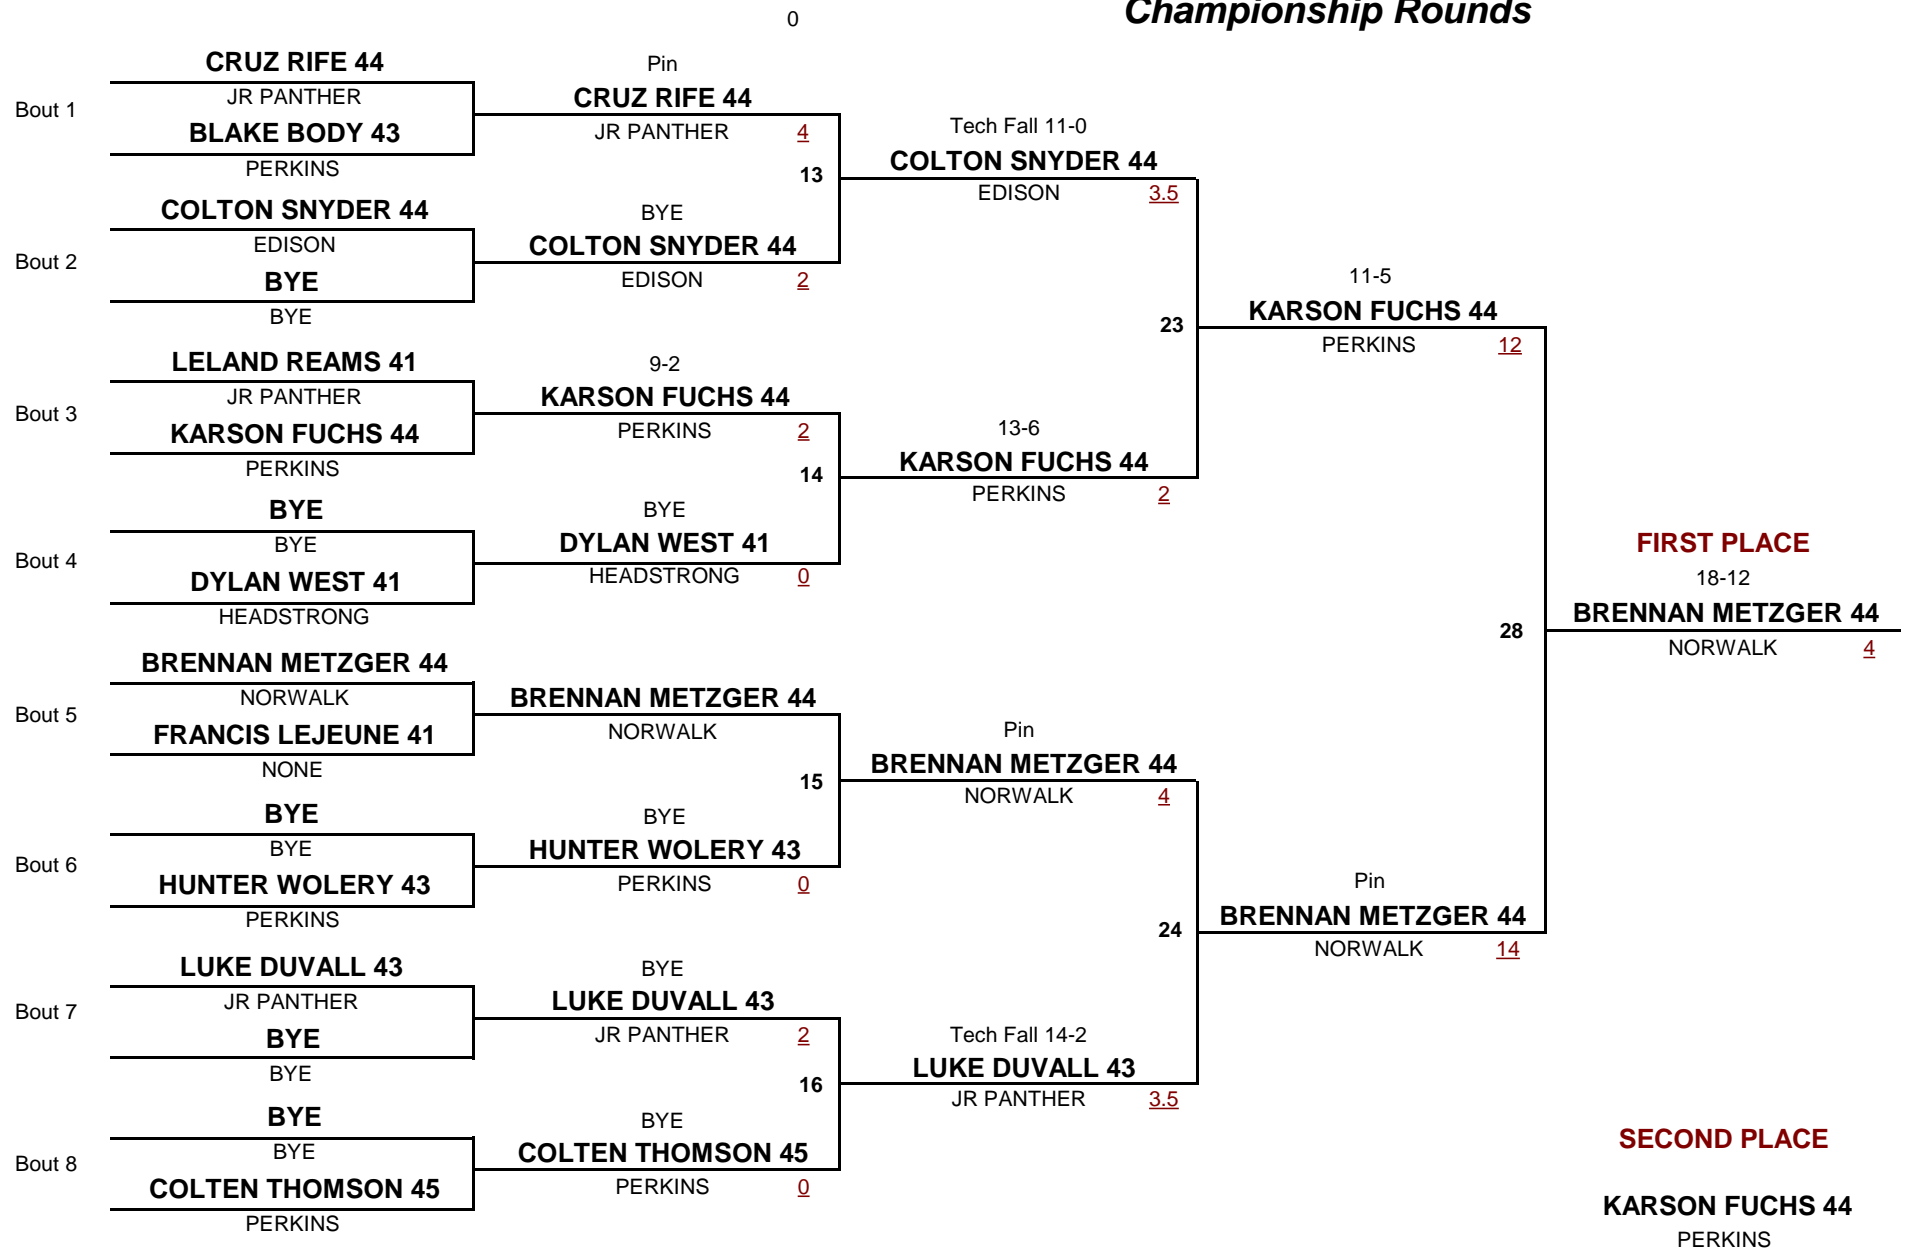 Championship Rounds
0
CRUZ RIFE 44
JR PANTHER
Bout 1
BLAKE BODY 43
PERKINS
COLTON SNYDER 44
EDISON
Bout 2
BYE
BYE
LELAND REAMS 41
JR PANTHER
Bout 3
KARSON FUCHS 44
PERKINS
BYE
BYE
Bout 4
DYLAN WEST 41
HEADSTRONG
BRENNAN METZGER 44
NORWALK
Bout 5
FRANCIS LEJEUNE 41
NONE
BYE
BYE
Bout 6
HUNTER WOLERY 43
PERKINS
LUKE DUVALL 43
JR PANTHER
Bout 7
BYE
BYE
BYE
BYE
Bout 8
COLTEN THOMSON 45
PERKINS
Pin
CRUZ RIFE 44
JR PANTHER 4
13
BYE
COLTON SNYDER 44
EDISON 2
9-2
KARSON FUCHS 44
PERKINS 2
14
BYE
DYLAN WEST 41
HEADSTRONG 0
BRENNAN METZGER 44
NORWALK
15
BYE
HUNTER WOLERY 43
PERKINS 0
BYE
LUKE DUVALL 43
JR PANTHER 2
16
BYE
COLTEN THOMSON 45
PERKINS 0
Tech Fall 11-0
COLTON SNYDER 44
EDISON 3.5
23
13-6
KARSON FUCHS 44
PERKINS 2
Pin
BRENNAN METZGER 44
NORWALK 4
24
Tech Fall 14-2
LUKE DUVALL 43
JR PANTHER 3.5
11-5
KARSON FUCHS 44
PERKINS 12
28
Pin
BRENNAN METZGER 44
NORWALK 14
FIRST PLACE
18-12
BRENNAN METZGER 44
NORWALK 4
SECOND PLACE
KARSON FUCHS 44
PERKINS